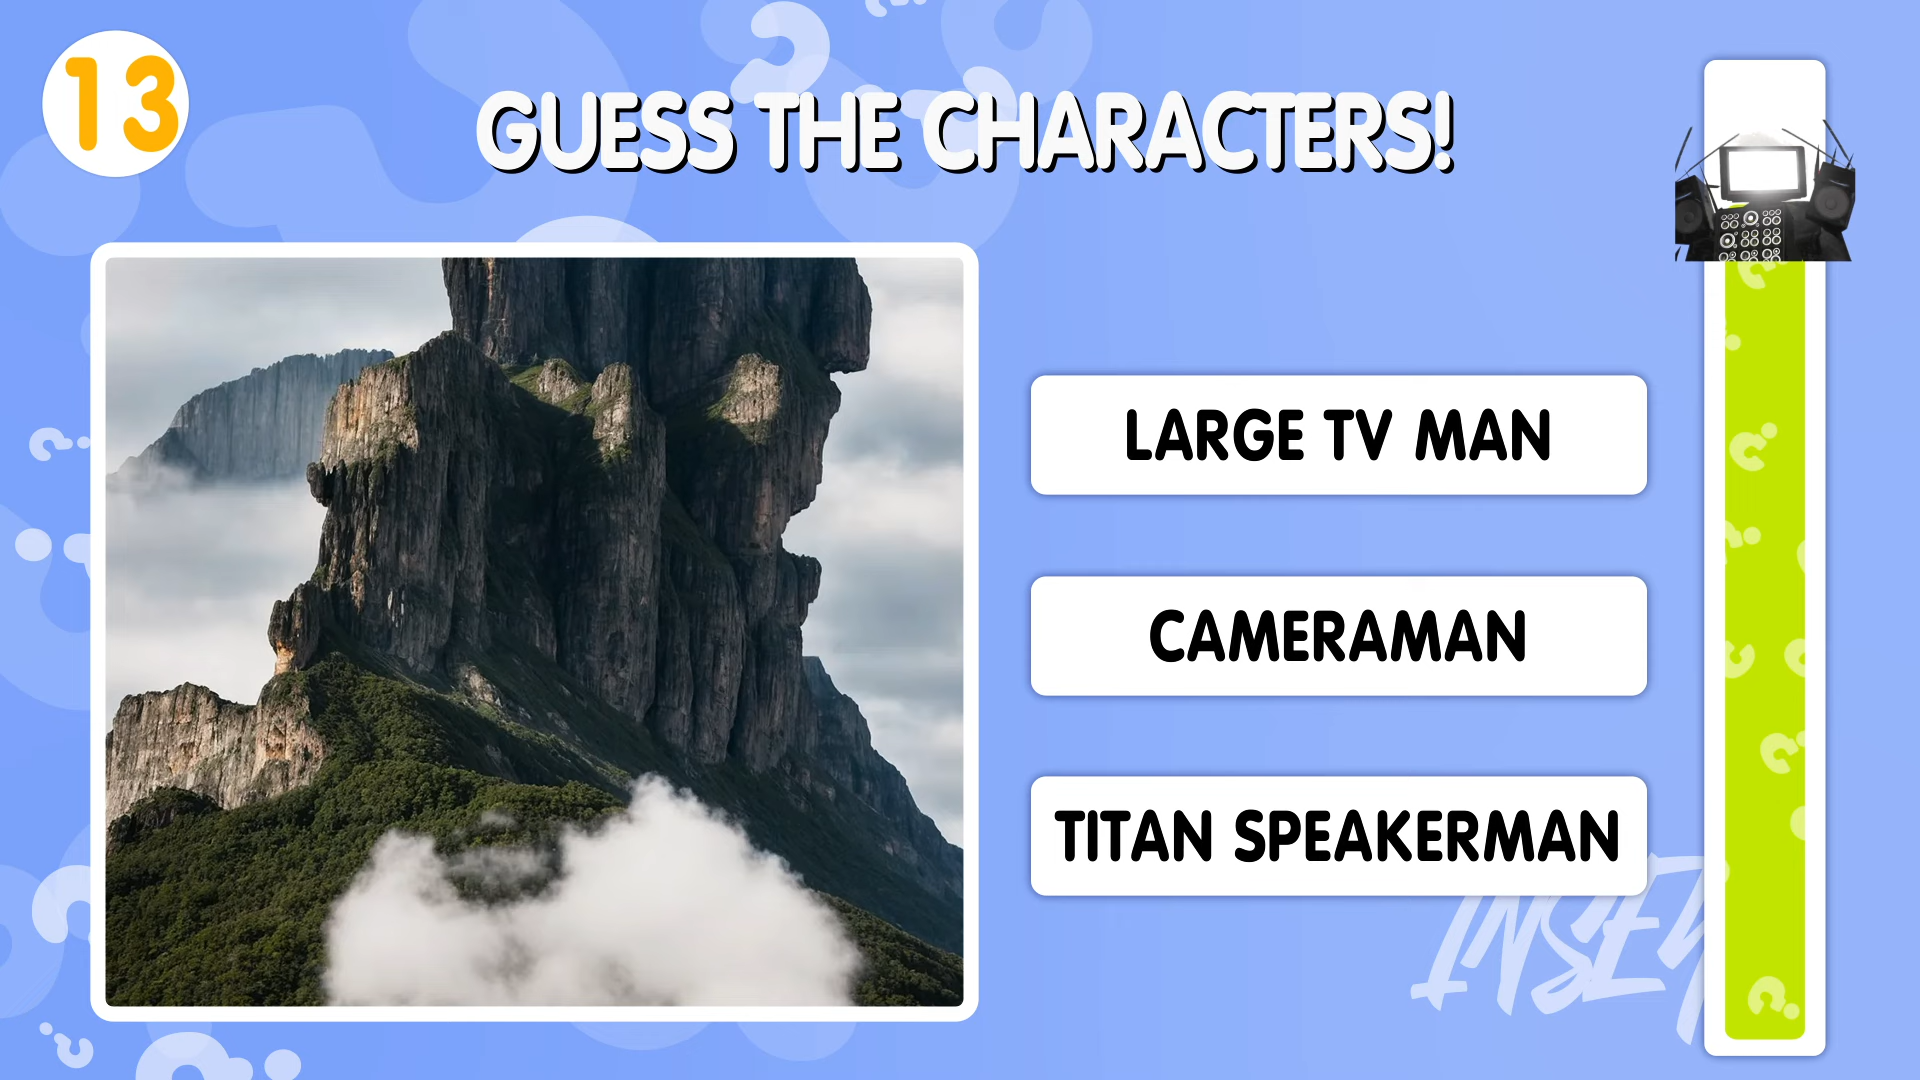 13
GUESS THE CHARACTERS!
LARGE TV MAN
CAMERAMAN
TITAN SPEAKERMAN